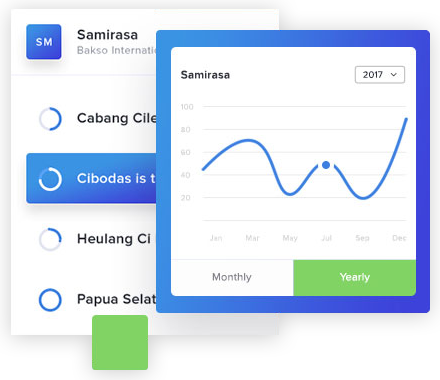 SM
Samirasa
Bakso Internatio
Cabang Cile
Cibodas is t
Heulang Ci
Papua Selat
Samirasa
2017
100
80
60
40
20
Jan Mar May Jul Sep Dec
Monthly
Yearly